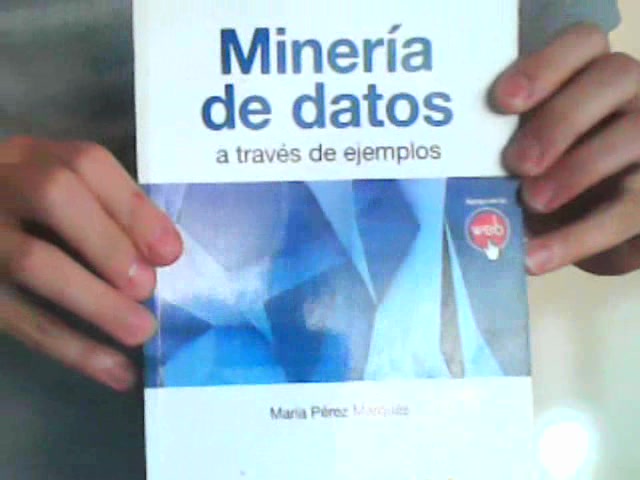 Minería
de datos
a través de ejemplos
web
María Pérez Marqués